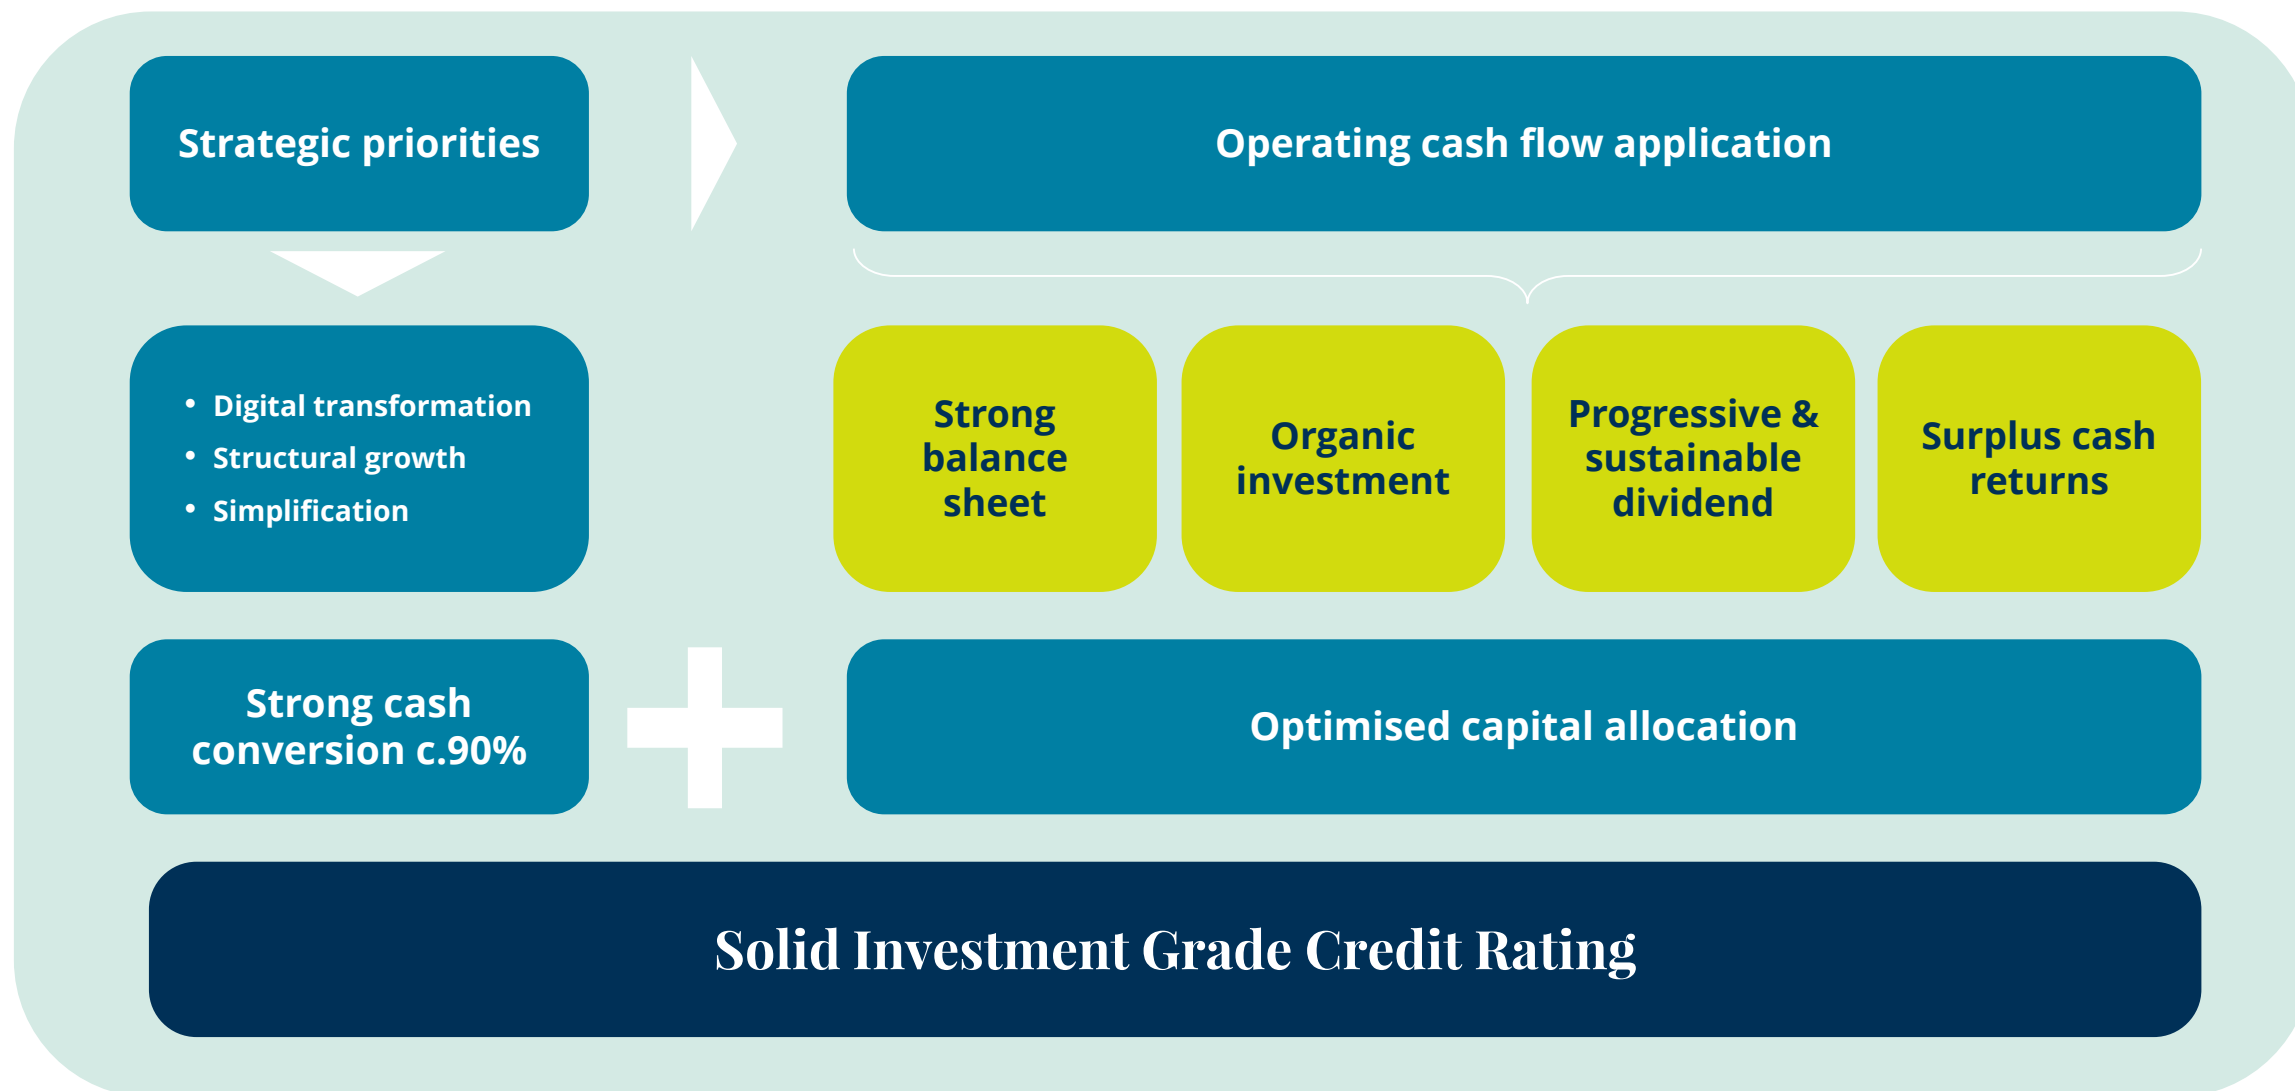 Strategic priorities
Operating cash flow application
• Digital transformation
• Structural growth
• Simplification
Strong
balance
sheet
Organic
investment
Progressive &
sustainable
dividend
Surplus cash
returns
Strong cash
conversion c.90%
Optimised capital allocation
Solid Investment Grade Credit Rating